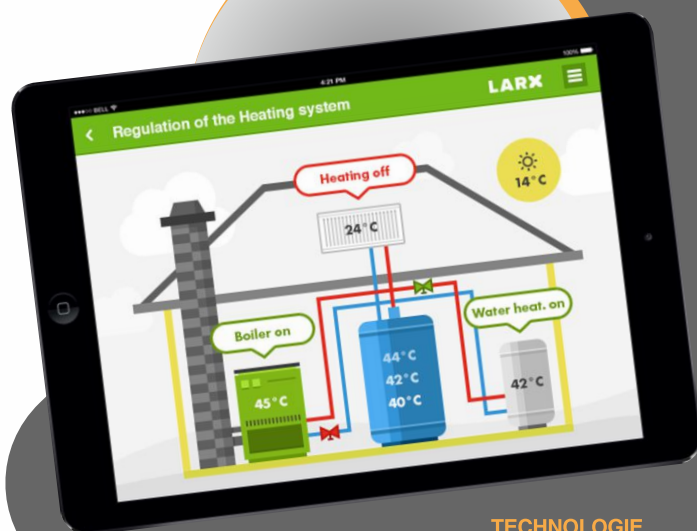 BELL
4:21 PM
100%
Regulation of the Heating system
LARX
Heating off
14°C
24°C
Boiler on
Water heat. on
44°C
42°C
40°C
45°C
42°C
TECHNOLOGIE